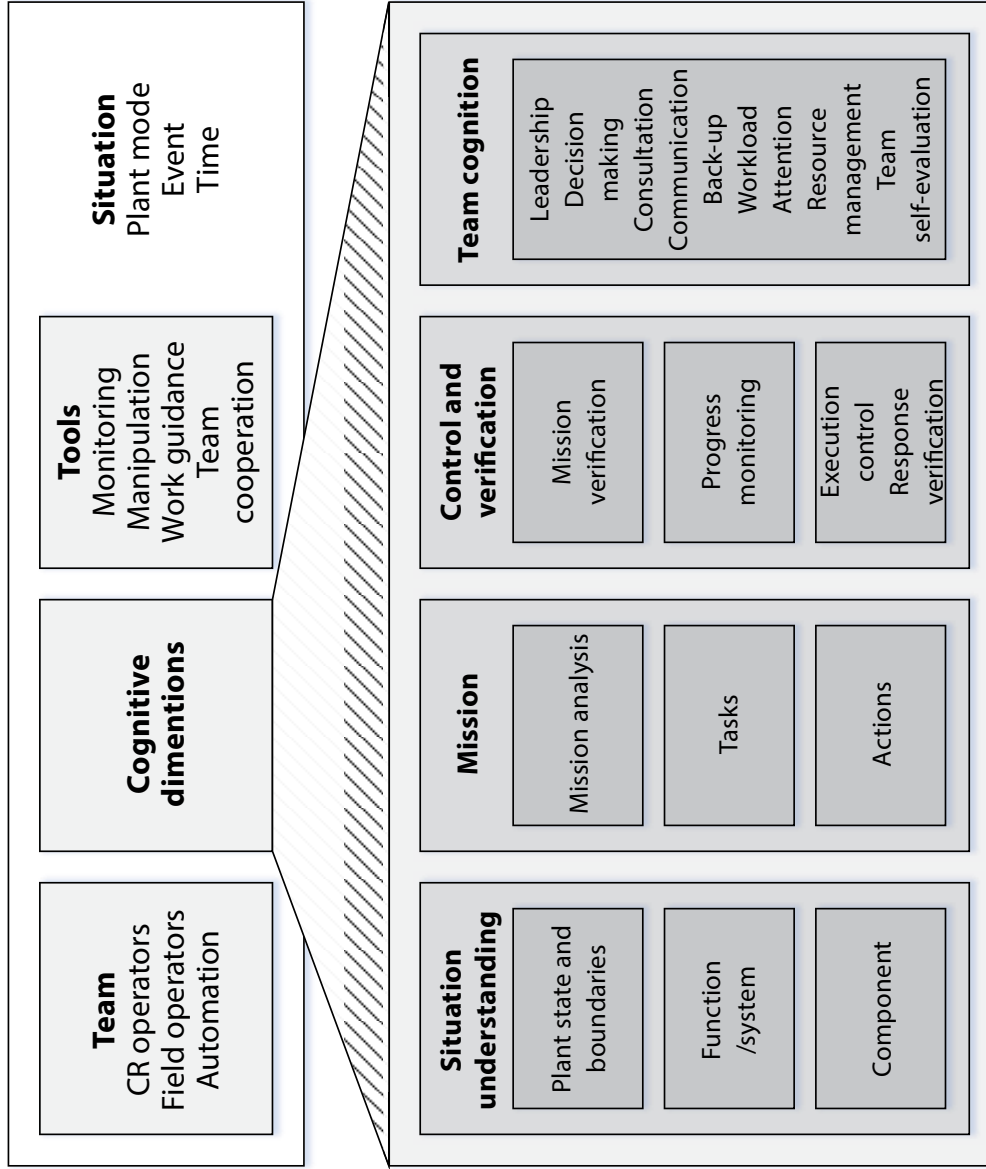 Team
CR operators
Field operators
Automation
Cognitive
dimentions
Tools
Monitoring
Manipulation
Work guidance
Team
cooperation
Situation
Plant mode
Event
Time
Situation
understanding
Plant state and
boundaries
Function
/system
Component
Mission
Mission analysis
Tasks
Actions
Control and
verification
Mission
verification
Progress
monitoring
Execution
control
Response
verification
Team cognition
Leadership
Decision
making
Consultation
Communication
Back-up
Workload
Attention
Resource
management
Team
self-evaluation